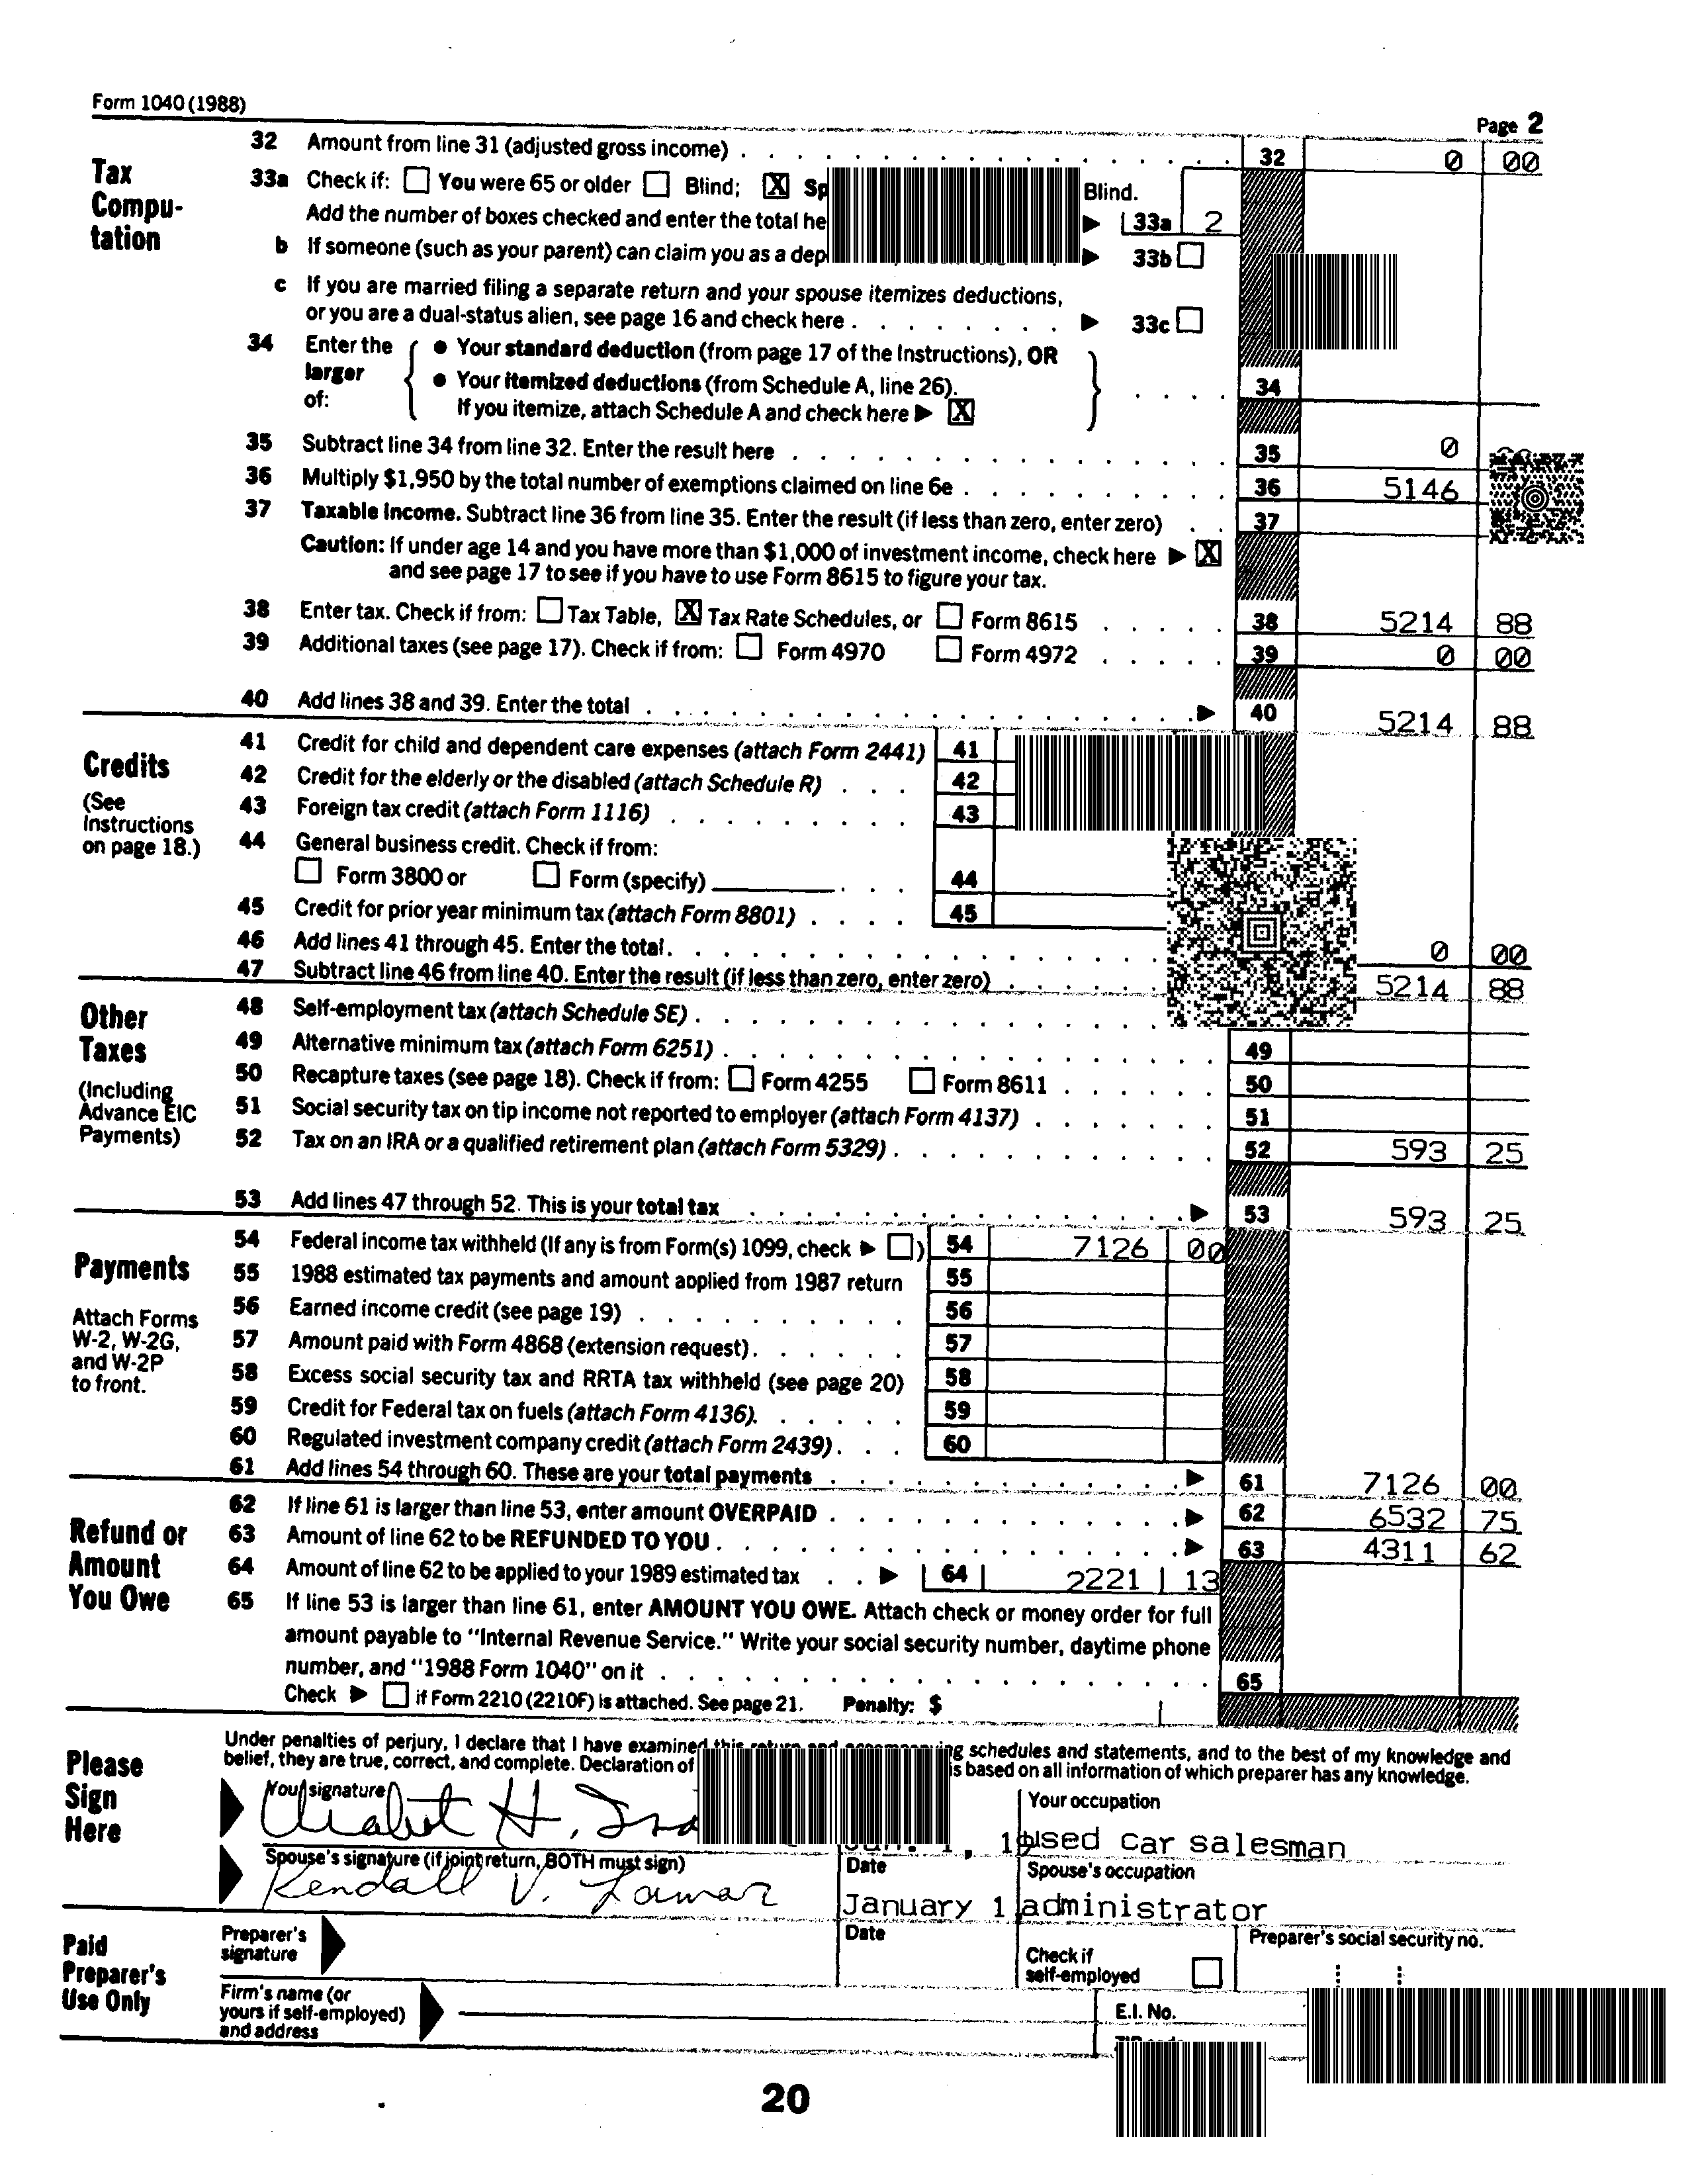 Form 1040 (1988)
Page 2
Tax Compu-
tation
32 Amount from line 31 (adjusted gross income) 32 0 00
33a Check if: You were 65 or older Blind; X Blind.
Add the number of boxes checked and enter the total 33a 2
b If someone (such as your parent) can claim you as a 33b
c If you are married filing a separate return and your spouse itemizes deductions,
or you are a dual-status alien, see page 16 and check here 33c
34 Enter the larger of:
• Your standard deduction (from page 17 of the Instructions), OR
• Your itemized deductions (from Schedule A, line 26).
If you itemize, attach Schedule A and check here ▶ X
34
35 Subtract line 34 from line 32. Enter the result here 35 0
36 Multiply $1,950 by the total number of exemptions claimed on line 6e 36 5146
37 Taxable income. Subtract line 36 from line 35. Enter the result (if less than zero, enter zero) 37
Caution: If under age 14 and you have more than $1,000 of investment income, check here ▶ X
and see page 17 to see if you have to use Form 8615 to figure your tax.
38 Enter tax. Check if from: Tax Table, X Tax Rate Schedules, or Form 8615 38 5214 88
39 Additional taxes (see page 17). Check if from: Form 4970 Form 4972 39 0 00
40 Add lines 38 and 39. Enter the total ▶ 40 5214 88
Credits
(See
Instructions
on page 18.)
41 Credit for child and dependent care expenses (attach Form 2441) 41
42 Credit for the elderly or the disabled (attach Schedule R) 42
43 Foreign tax credit (attach Form 1116) 43
44 General business credit. Check if from:
Form 3800 or Form (specify) 44
45 Credit for prior year minimum tax (attach Form 8801) 45
46 Add lines 41 through 45. Enter the total 0 00
47 Subtract line 46 from line 40. Enter the result (if less than zero, enter zero) 5214 88
Other
Taxes
(Including
Advance EIC
Payments)
48 Self-employment tax (attach Schedule SE)
49 Alternative minimum tax (attach Form 6251) 49
50 Recapture taxes (see page 18). Check if from: Form 4255 Form 8611 50
51 Social security tax on tip income not reported to employer (attach Form 4137) 51
52 Tax on an IRA or a qualified retirement plan (attach Form 5329) 52 593 25
53 Add lines 47 through 52. This is your total tax ▶ 53 593 25
Payments
Attach Forms
W-2, W-2G,
and W-2P
to front.
54 Federal income tax withheld (If any is from Form(s) 1099, check ▶ ) 54 7126 00
55 1988 estimated tax payments and amount applied from 1987 return 55
56 Earned income credit (see page 19) 56
57 Amount paid with Form 4868 (extension request) 57
58 Excess social security tax and RRTA tax withheld (see page 20) 58
59 Credit for Federal tax on fuels (attach Form 4136) 59
60 Regulated investment company credit (attach Form 2439) 60
61 Add lines 54 through 60. These are your total payments ▶ 61 7126 00
Refund or
Amount
You Owe
62 If line 61 is larger than line 53, enter amount OVERPAID ▶ 62 6532 75
63 Amount of line 62 to be REFUNDED TO YOU ▶ 63 4311 62
64 Amount of line 62 to be applied to your 1989 estimated tax ▶ 64 2221 13
65 If line 53 is larger than line 61, enter AMOUNT YOU OWE. Attach check or money order for full
amount payable to "Internal Revenue Service." Write your social security number, daytime phone
number, and "1988 Form 1040" on it 65
Check ▶ if Form 2210 (2210F) is attached. See page 21. Penalty: $
Please
Sign
Here
Under penalties of perjury, I declare that I have examined this return and schedules and statements, and to the best of my knowledge and
belief, they are true, correct, and complete. Declaration of is based on all information of which preparer has any knowledge.
Your signature
H.
Date
Your occupation
used car salesman
Spouse's signature (if joint return, BOTH must sign)
Kendall V. Lamar
January 1
Date
Spouse's occupation
administrator
Paid
Preparer's
Use Only
Preparer's
signature
Check if
self-employed
Preparer's social security no.
Firm's name (or
yours if self-employed)
and address
E.I. No.
20